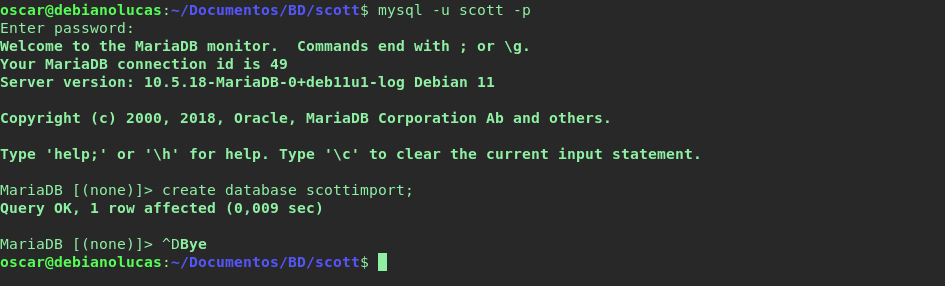 oscar@debianolucas:~/Documentos/BD/scott$ mysql -u scott -p
Enter password:
Welcome to the MariaDB monitor.  Commands end with ; or \g.
Your MariaDB connection id is 49
Server version: 10.5.18-MariaDB-0+deb11u1-log Debian 11
Copyright (c) 2000, 2018, Oracle, MariaDB Corporation Ab and others.
Type 'help;' or '\h' for help. Type '\c' to clear the current input statement.
MariaDB [(none)]> create database scottimport;
Query OK, 1 row affected (0,009 sec)
MariaDB [(none)]> ^DBye
oscar@debianolucas:~/Documentos/BD/scott$